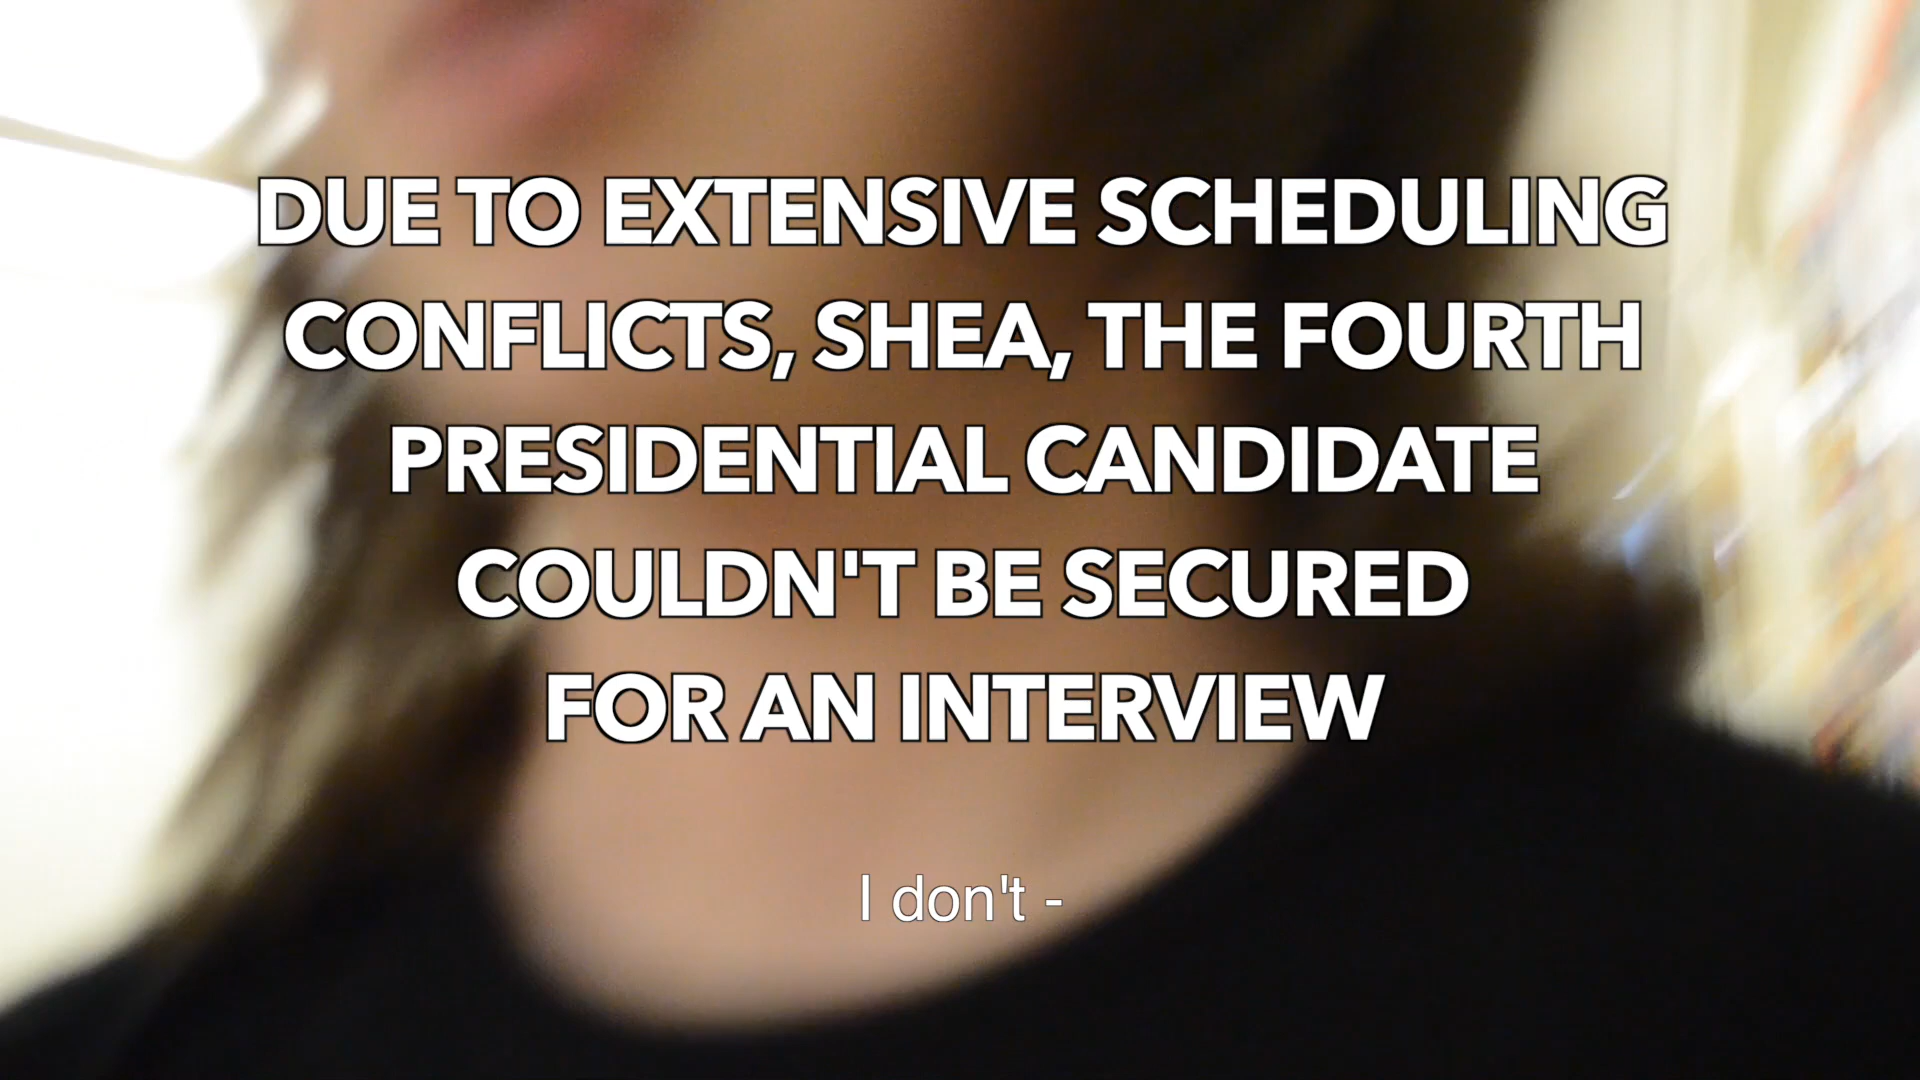 DUE TO EXTENSIVE SCHEDULING
CONFLICTS, SHEA, THE FOURTH
PRESIDENTIAL CANDIDATE
COULDN'T BE SECURED
FOR AN INTERVIEW
I don't -